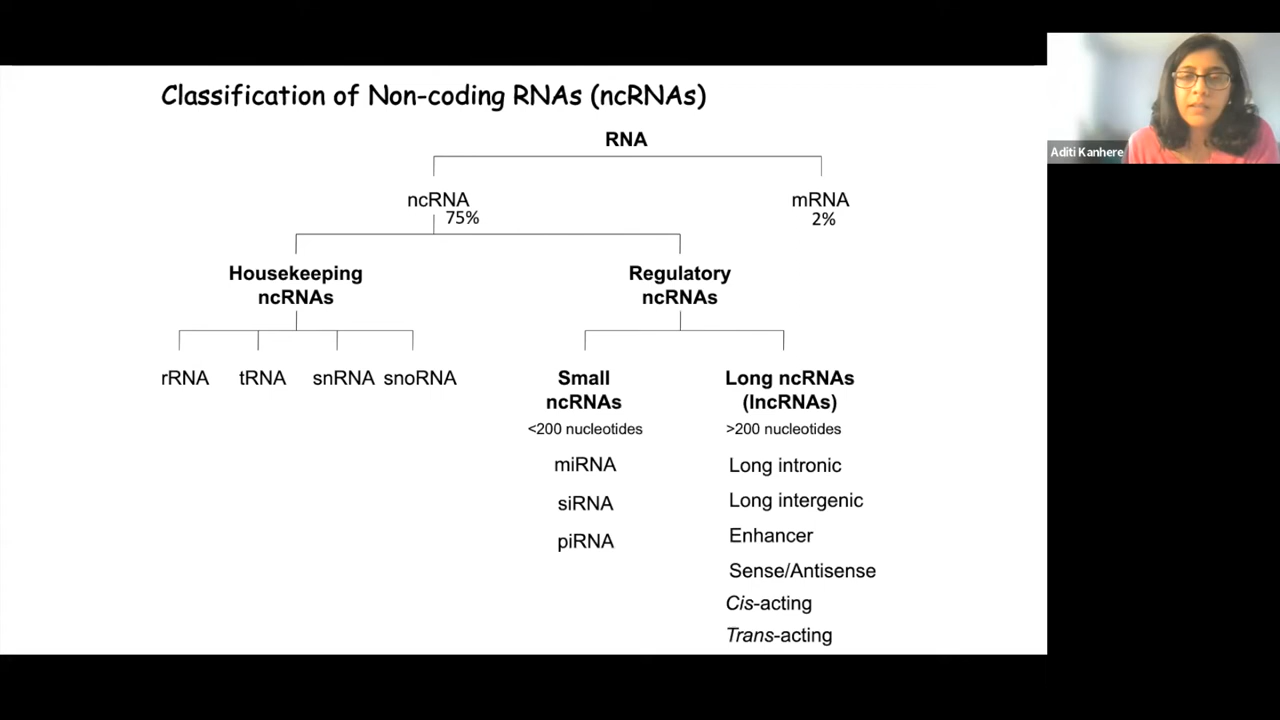 Classification of Non-coding RNAs (ncRNAs)
RNA
ncRNA
75%
mRNA
2%
Housekeeping
ncRNAs
Regulatory
ncRNAs
rRNA
tRNA
snRNA
snoRNA
Small
ncRNAs
<200 nucleotides
miRNA
siRNA
piRNA
Long ncRNAs
(lncRNAs)
>200 nucleotides
Long intronic
Long intergenic
Enhancer
Sense/Antisense
Cis-acting
Trans-acting
Aditi Kanhere